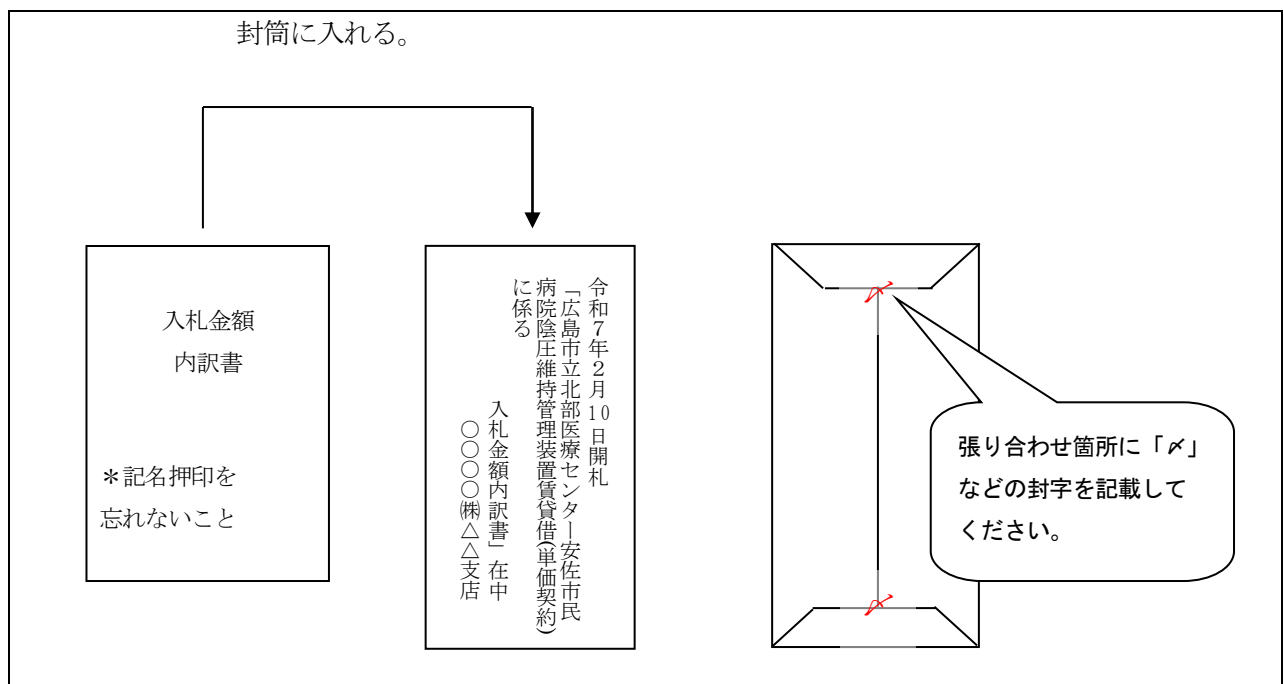 封筒に入れる。
入札金額
内訳書
＊記名押印を
忘れないこと
令和７年２月10日開札
「広島市立北部医療センター安佐市民
病院陰圧維持管理装置賃貸借(単価契約)
に係る
入札金額内訳書」在中
○○○○㈱△△支店
〆
張り合わせ箇所に「〆」
などの封字を記載して
ください。
〆